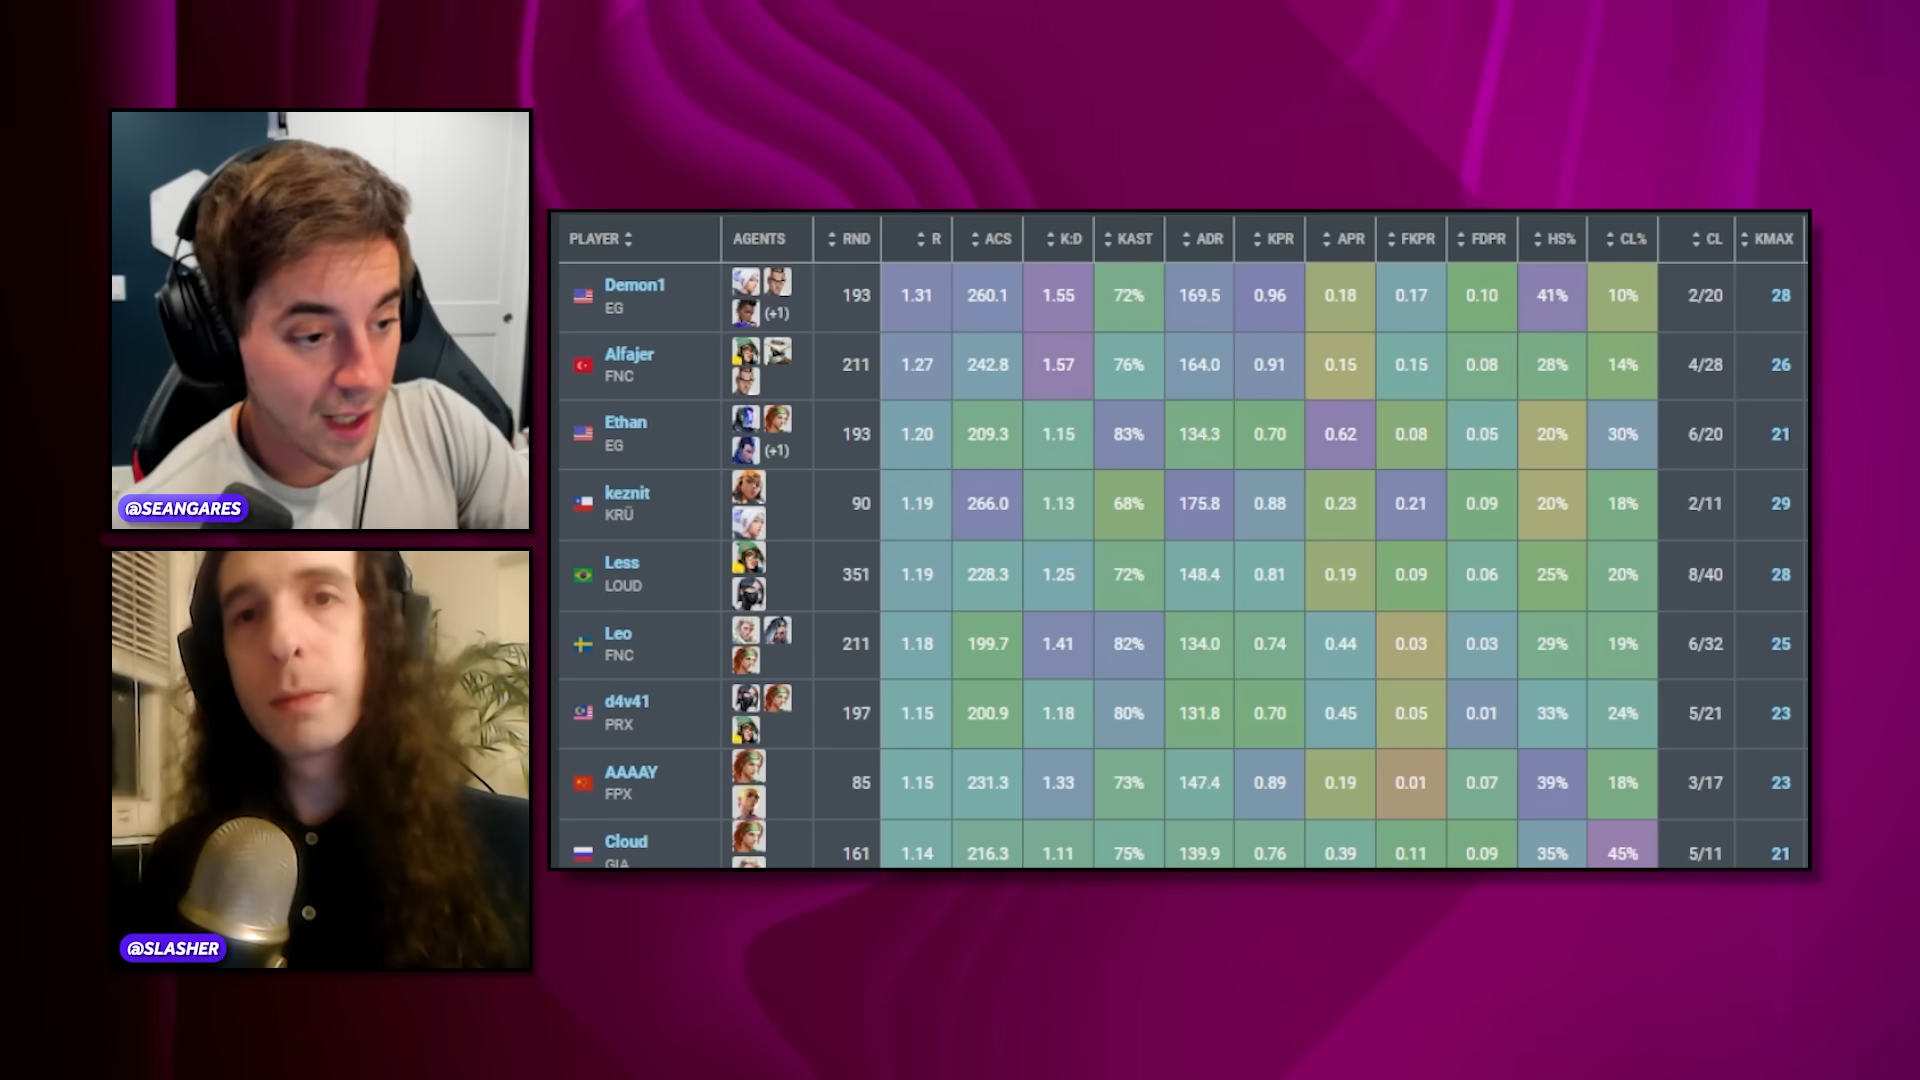 @SEANGARES
@SLASHER
PLAYER AGENTS RND R ACS K:D KAST ADR KPR APR FKPR FDPR HS% CL% CL KMAX
Demon1 EG (+1) 193 1.31 260.1 1.55 72% 169.5 0.96 0.18 0.17 0.10 41% 10% 2/20 28
Alfajer FNC 211 1.27 242.8 1.57 76% 164.0 0.91 0.15 0.15 0.08 28% 14% 4/28 26
Ethan EG (+1) 193 1.20 209.3 1.15 83% 134.3 0.70 0.62 0.08 0.05 20% 30% 6/20 21
keznit KRÜ 90 1.19 266.0 1.13 68% 175.8 0.88 0.23 0.21 0.09 20% 18% 2/11 29
Less LOUD 351 1.19 228.3 1.25 72% 148.4 0.81 0.19 0.09 0.06 25% 20% 8/40 28
Leo FNC 211 1.18 199.7 1.41 82% 134.0 0.74 0.44 0.03 0.03 29% 19% 6/32 25
d4v41 PRX 197 1.15 200.9 1.18 80% 131.8 0.70 0.45 0.05 0.01 33% 24% 5/21 23
AAAAY FPX 85 1.15 231.3 1.33 73% 147.4 0.89 0.19 0.01 0.07 39% 18% 3/17 23
Cloud GIA 161 1.14 216.3 1.11 75% 139.9 0.76 0.39 0.11 0.09 35% 45% 5/11 21